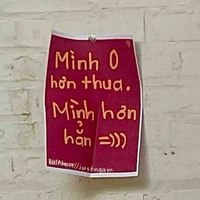 Mình 0
hơn thua.
Mình hơn
hẳn =)))